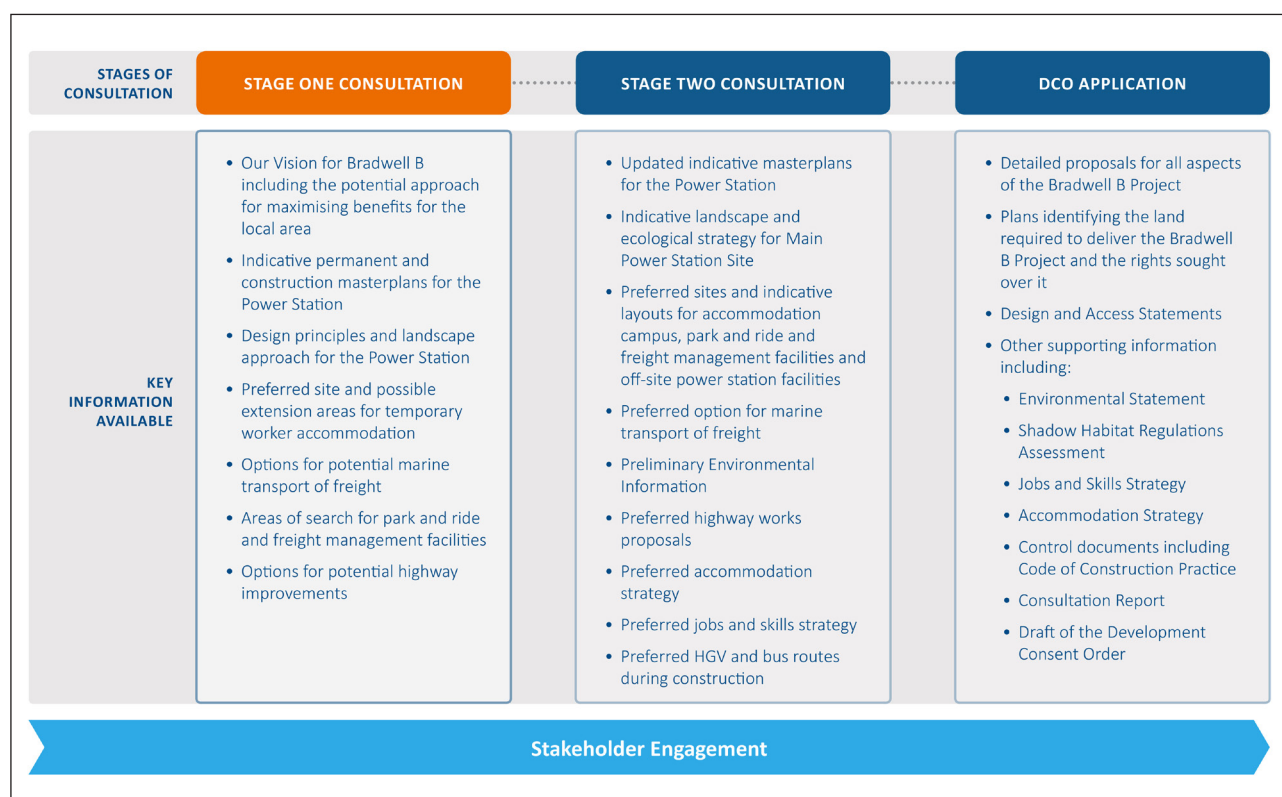 STAGES OF
CONSULTATION
STAGE ONE CONSULTATION
STAGE TWO CONSULTATION
DCO APPLICATION
KEY
INFORMATION
AVAILABLE
• Our Vision for Bradwell B
including the potential approach
for maximising benefits for the
local area
• Indicative permanent and
construction masterplans for the
Power Station
• Design principles and landscape
approach for the Power Station
• Preferred site and possible
extension areas for temporary
worker accommodation
• Options for potential marine
transport of freight
• Areas of search for park and ride
and freight management facilities
• Options for potential highway
improvements
• Updated indicative masterplans
for the Power Station
• Indicative landscape and
ecological strategy for Main
Power Station Site
• Preferred sites and indicative
layouts for accommodation
campus, park and ride and
freight management facilities and
off-site power station facilities
• Preferred option for marine
transport of freight
• Preliminary Environmental
Information
• Preferred highway works
proposals
• Preferred accommodation
strategy
• Preferred jobs and skills strategy
• Preferred HGV and bus routes
during construction
• Detailed proposals for all aspects
of the Bradwell B Project
• Plans identifying the land
required to deliver the Bradwell
B Project and the rights sought
over it
• Design and Access Statements
• Other supporting information
including:
• Environmental Statement
• Shadow Habitat Regulations
Assessment
• Jobs and Skills Strategy
• Accommodation Strategy
• Control documents including
Code of Construction Practice
• Consultation Report
• Draft of the Development
Consent Order
Stakeholder Engagement